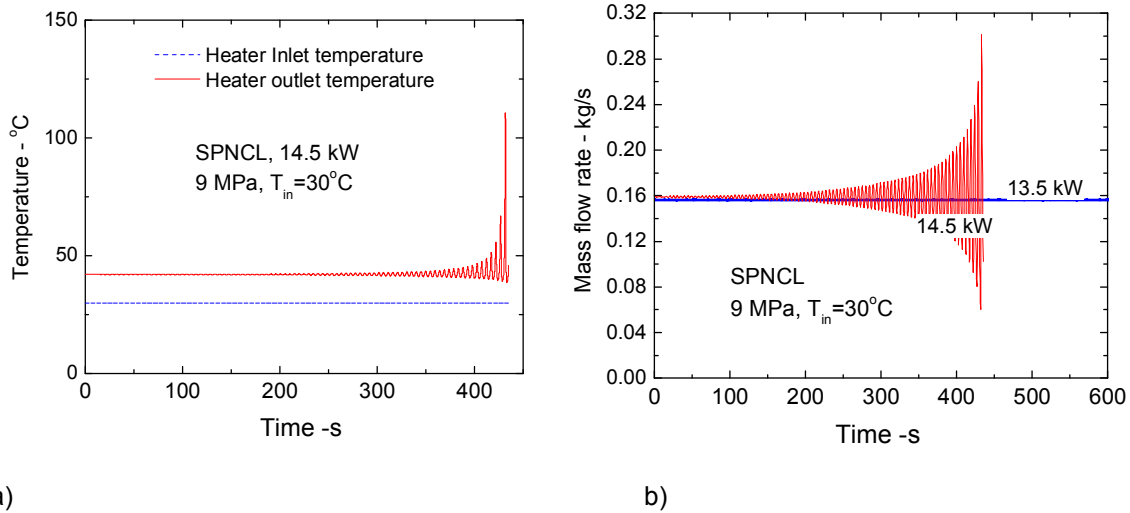 150
100
50
0
Temperature - °C
Heater Inlet temperature
Heater outlet temperature
SPNCL, 14.5 kW
9 MPa, T_in=30°C
0 100 200 300 400
Time -s
a)
0.32
0.28
0.24
0.20
0.16
0.12
0.08
0.04
0.00
Mass flow rate - kg/s
13.5 kW
14.5 kW
SPNCL
9 MPa, T_in=30°C
0 100 200 300 400 500 600
Time -s
b)